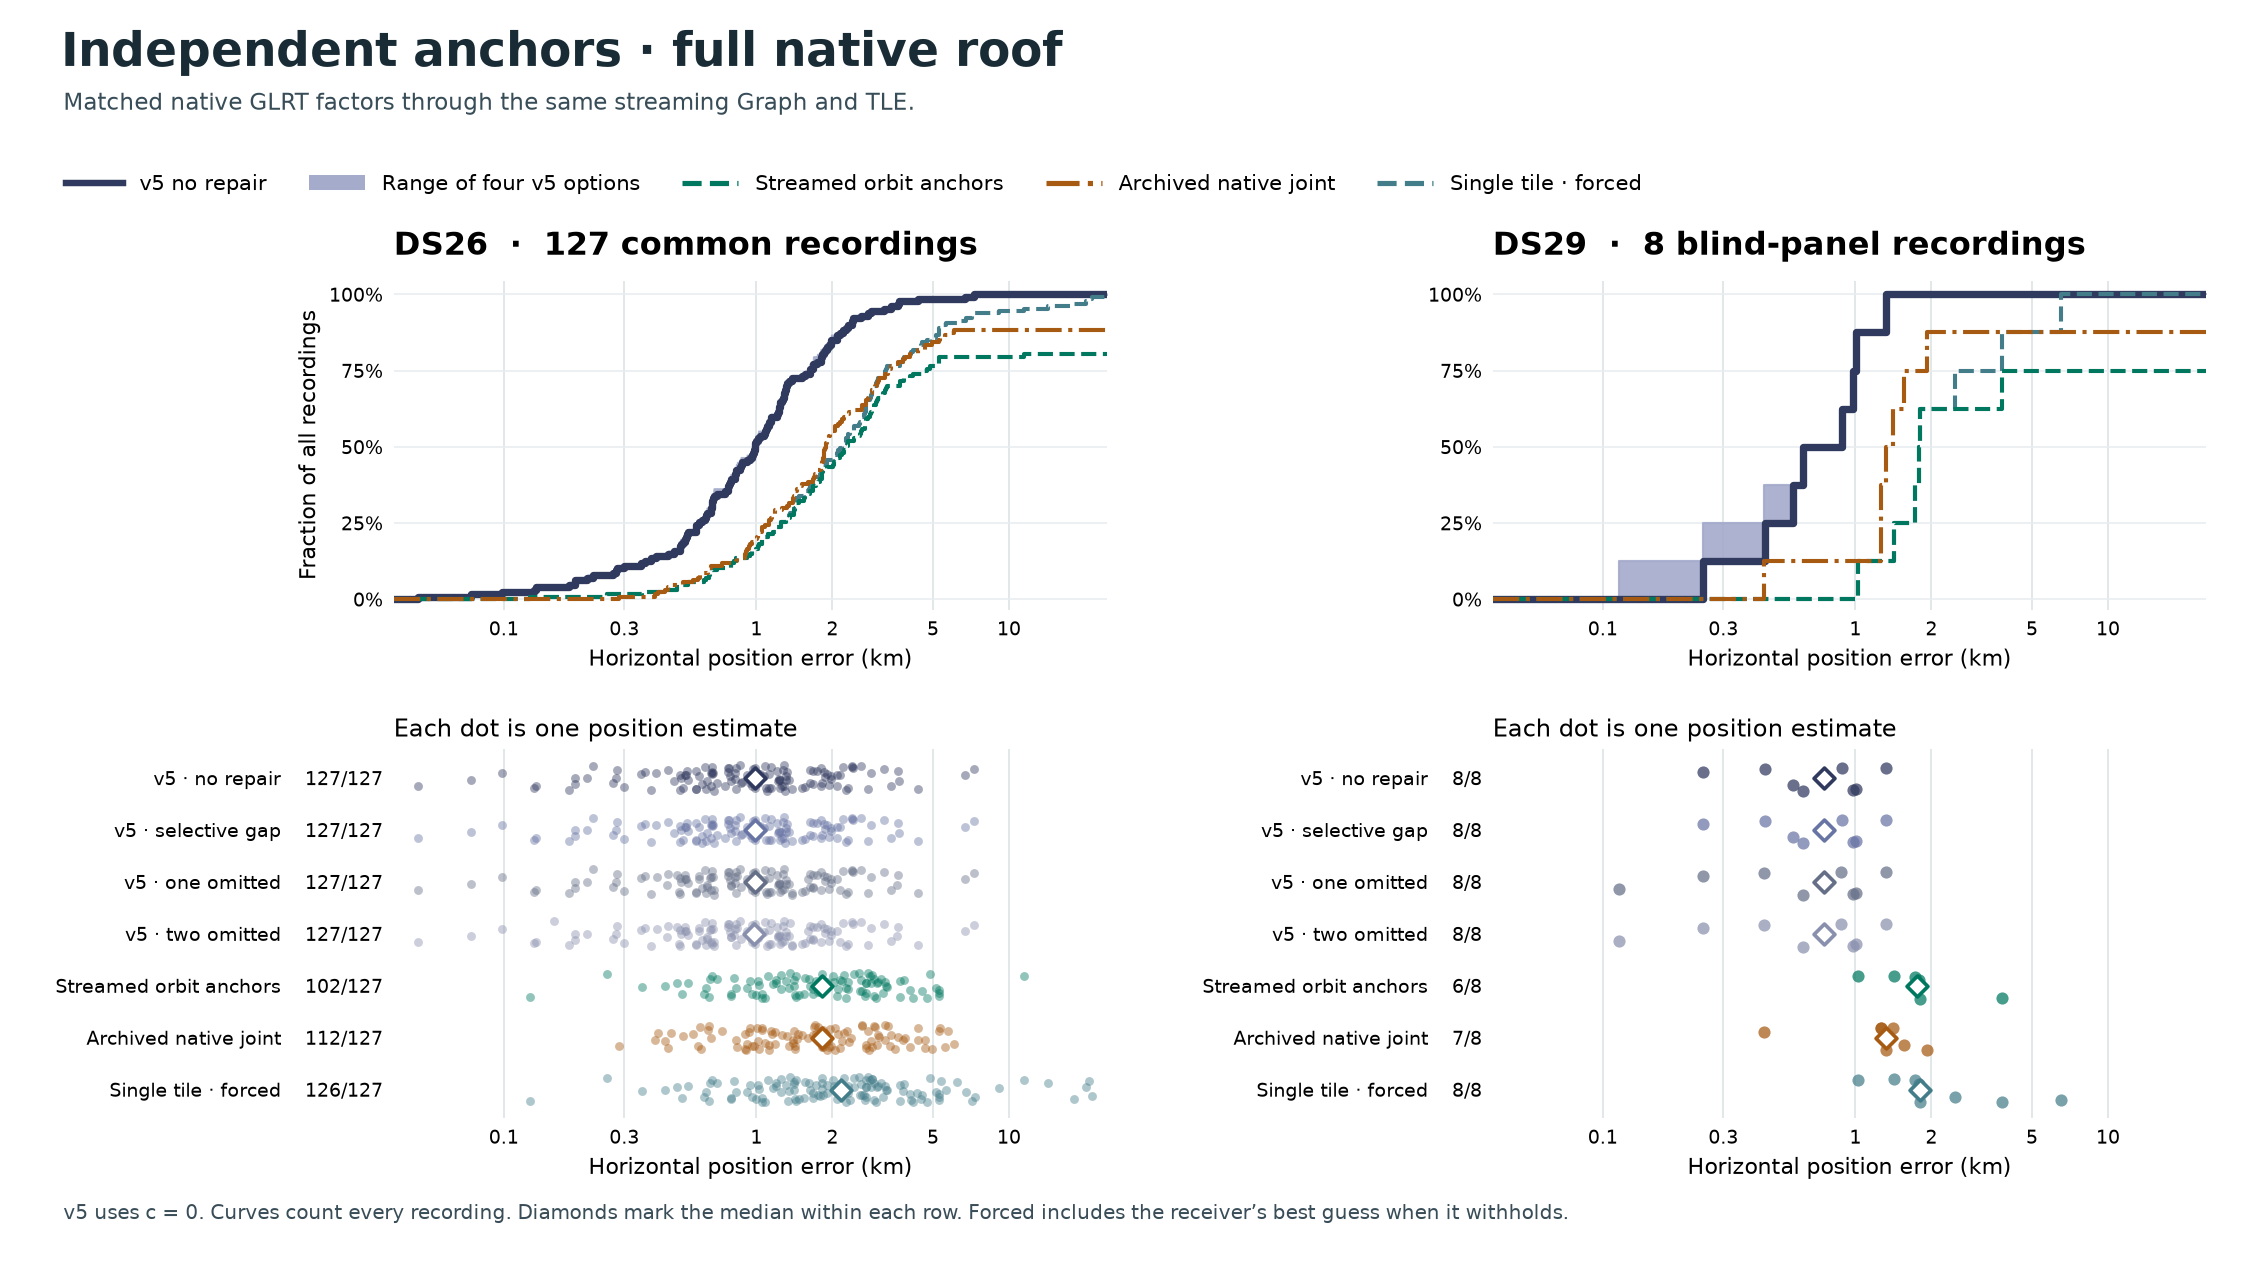 Independent anchors · full native roof
Matched native GLRT factors through the same streaming Graph and TLE.
v5 no repair
Range of four v5 options
Streamed orbit anchors
Archived native joint
Single tile · forced
DS26 · 127 common recordings
Fraction of all recordings
100%
75%
50%
25%
0%
0.1 0.3 1 2 5 10
Horizontal position error (km)
DS29 · 8 blind-panel recordings
100%
75%
50%
25%
0%
0.1 0.3 1 2 5 10
Horizontal position error (km)
Each dot is one position estimate
v5 · no repair 127/127
v5 · selective gap 127/127
v5 · one omitted 127/127
v5 · two omitted 127/127
Streamed orbit anchors 102/127
Archived native joint 112/127
Single tile · forced 126/127
0.1 0.3 1 2 5 10
Horizontal position error (km)
Each dot is one position estimate
v5 · no repair 8/8
v5 · selective gap 8/8
v5 · one omitted 8/8
v5 · two omitted 8/8
Streamed orbit anchors 6/8
Archived native joint 7/8
Single tile · forced 8/8
0.1 0.3 1 2 5 10
Horizontal position error (km)
v5 uses c = 0. Curves count every recording. Diamonds mark the median within each row. Forced includes the receiver’s best guess when it withholds.